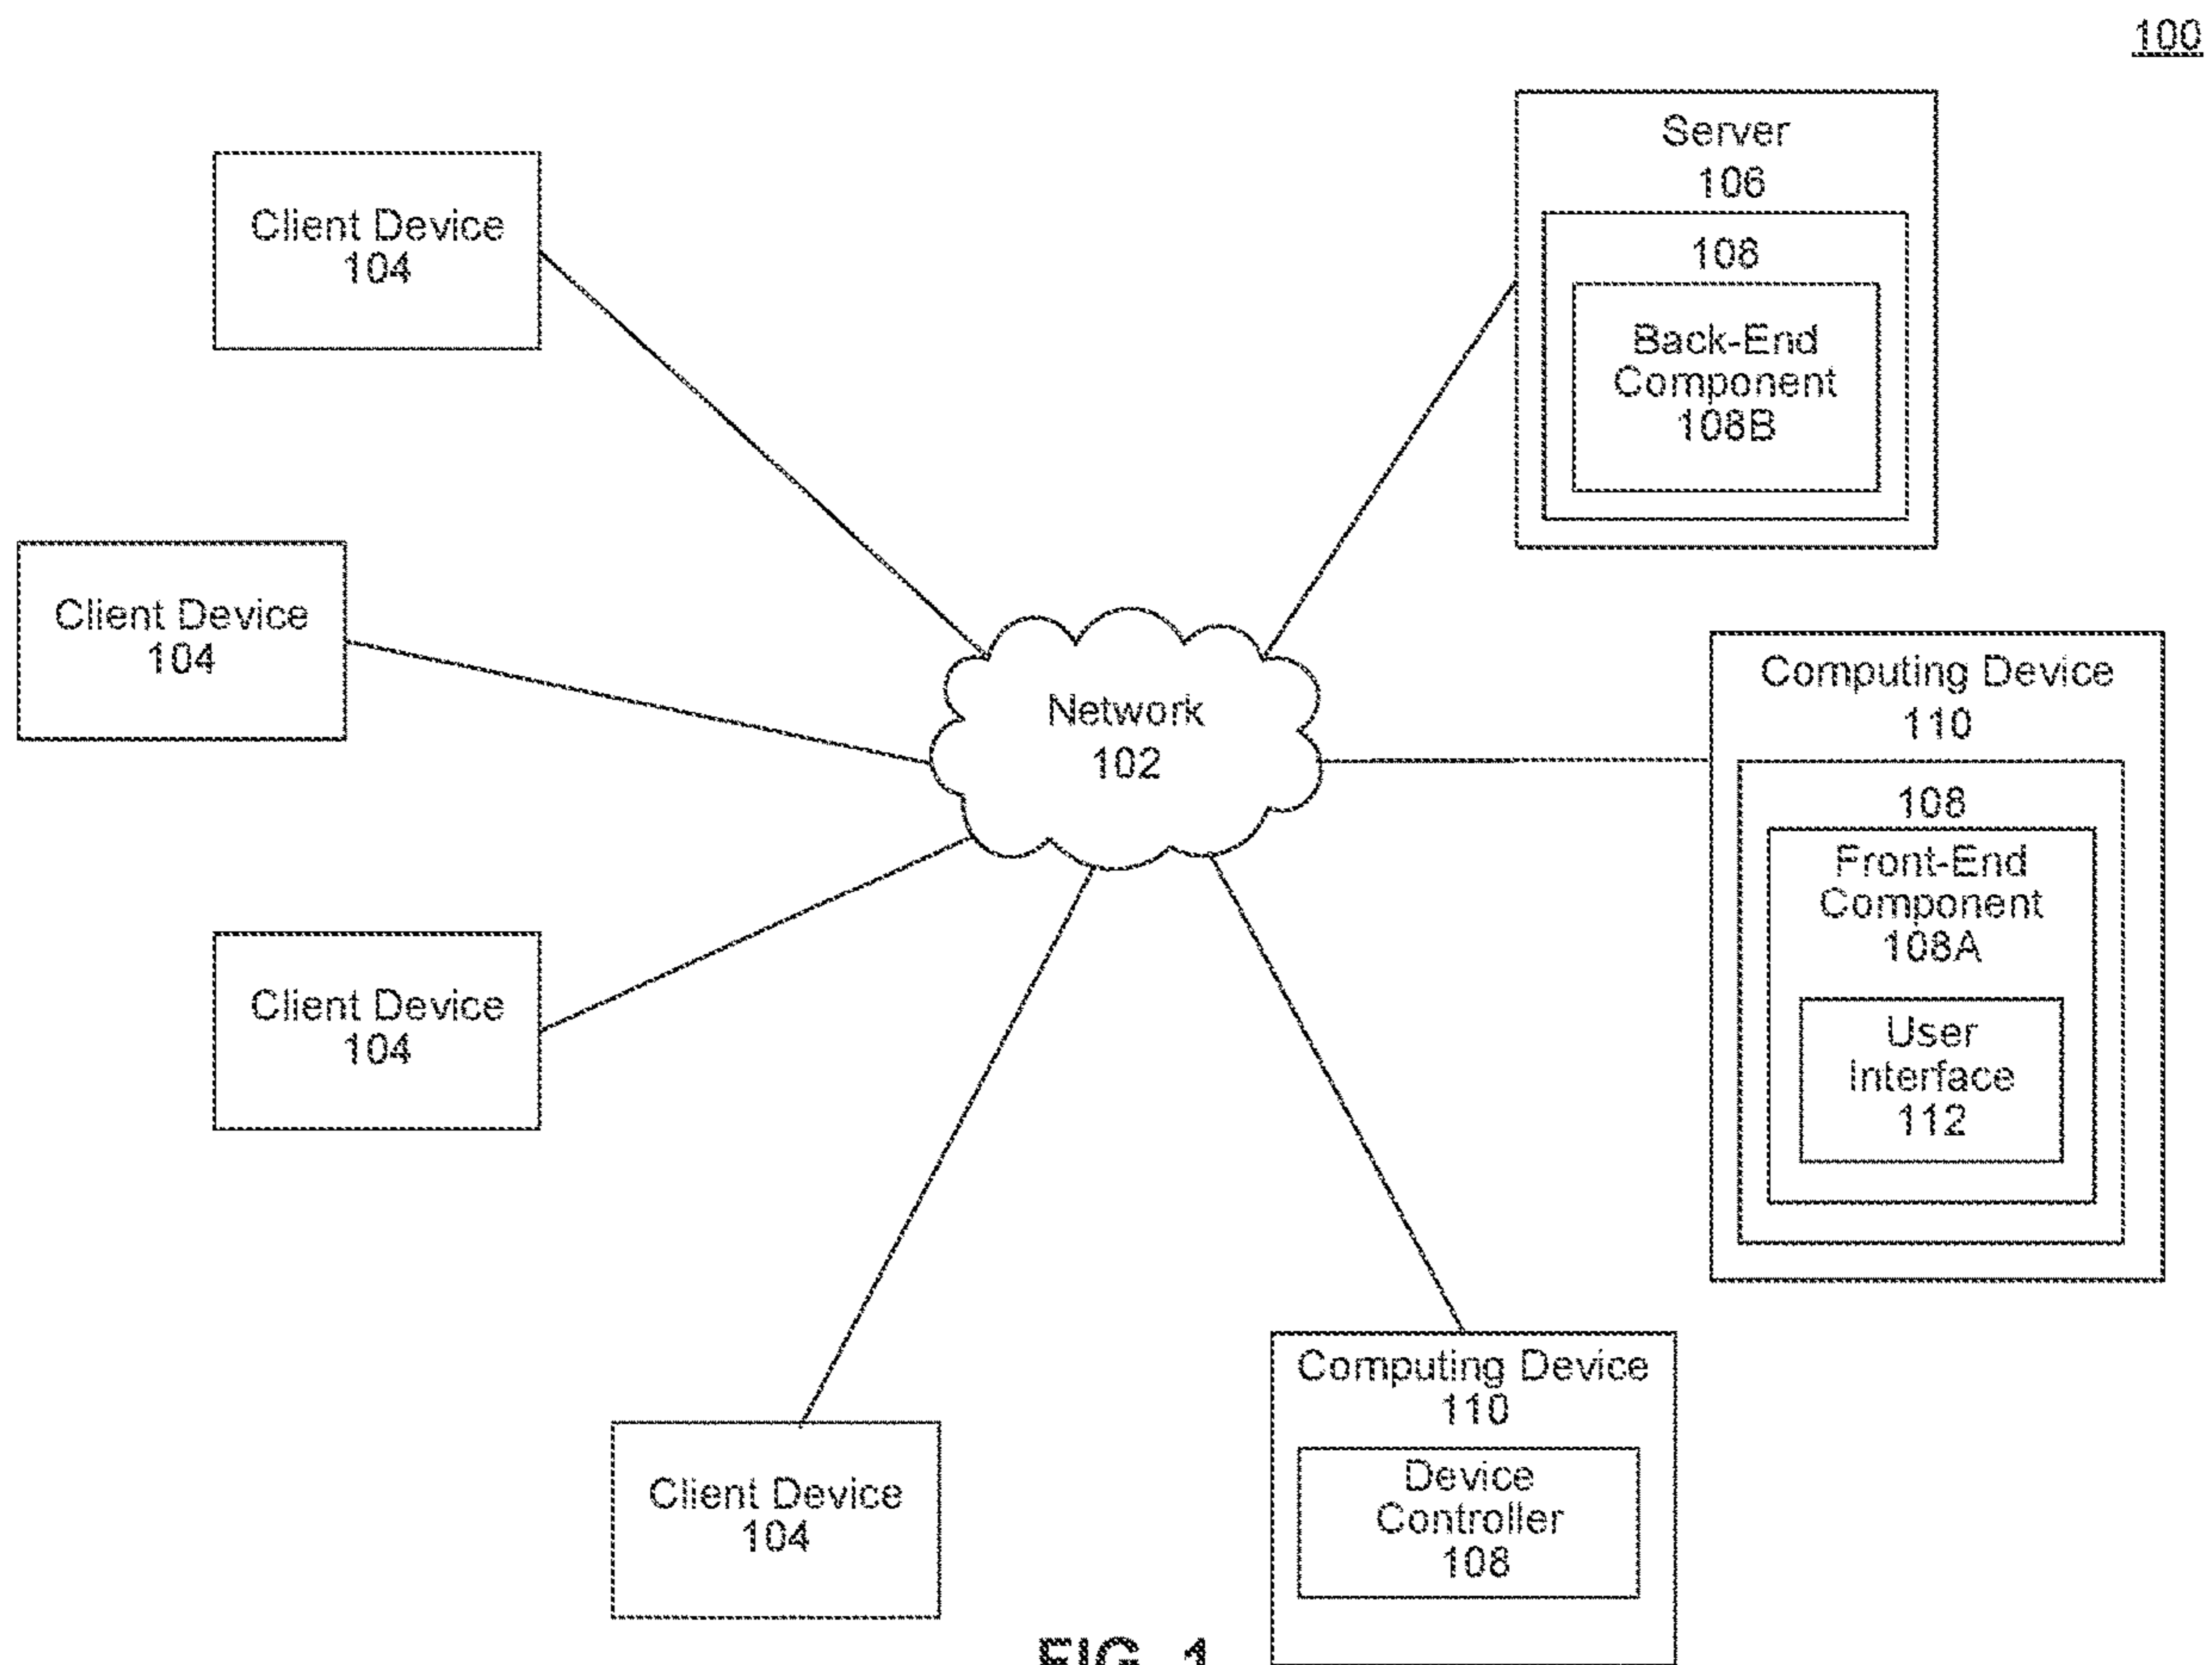 100
Server
106
108
Back-End
Component
108B
Client Device
104
Client Device
104
Network
102
Computing Device
110
108
Front-End
Component
108A
User
Interface
112
Client Device
104
Client Device
104
Computing Device
110
Device
Controller
108
FIG. 1